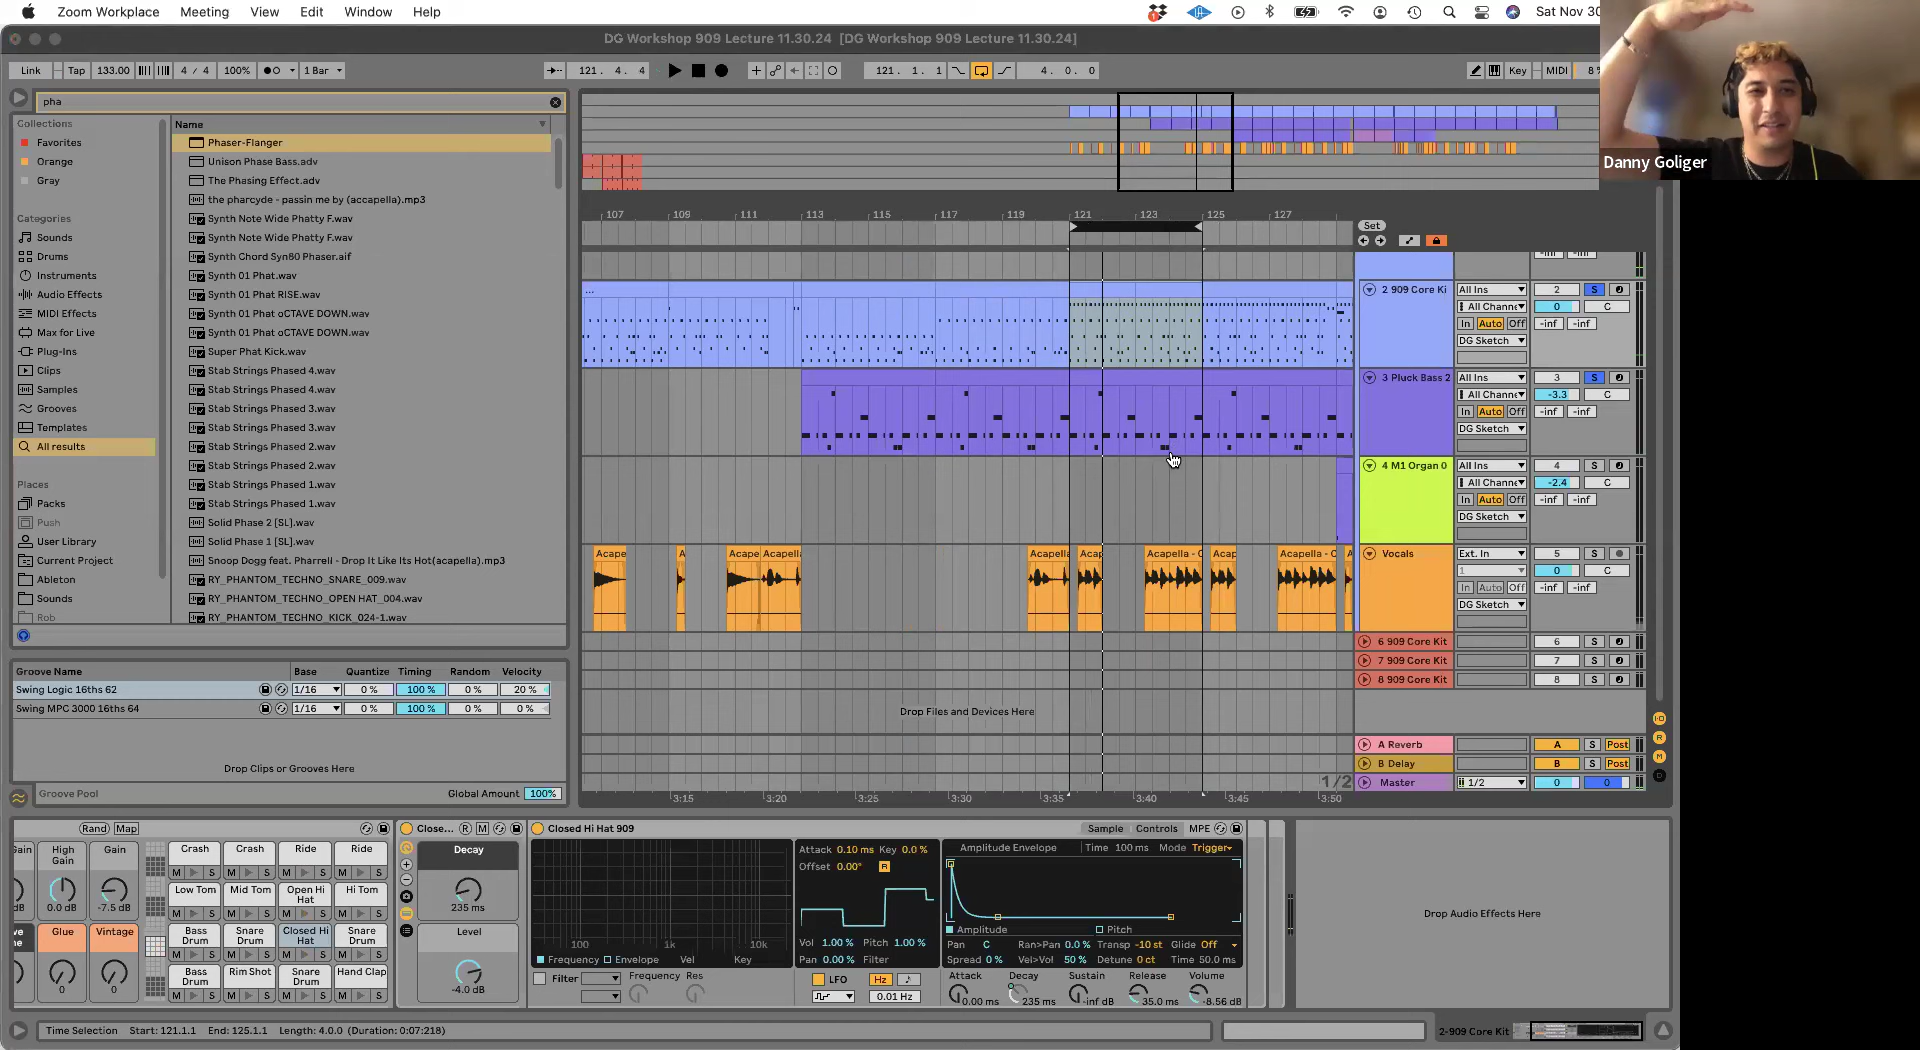 Zoom Workplace Meeting View Edit Window Help Sat Nov 30
DG Workshop 909 Lecture 11.30.24 [DG Workshop 909 Lecture 11.30.24]
Link Tap 133.00 4 / 4 100% 1 Bar 121. 4. 4 121. 1. 1 4. 0. 0 Key MIDI 8 %
Danny Goliger
pha
Collections
Favorites
Orange
Gray
Categories
Sounds
Drums
Instruments
Audio Effects
MIDI Effects
Max for Live
Plug-Ins
Clips
Samples
Grooves
Templates
All results
Places
Packs
Push
User Library
Current Project
Ableton
Sounds
Rob
Name
Phaser-Flanger
Unison Phase Bass.adv
The Phasing Effect.adv
the pharcyde - passin me by (accapella).mp3
Synth Note Wide Phatty F.wav
Synth Note Wide Phatty F.wav
Synth Chord Syn80 Phaser.aif
Synth 01 Phat.wav
Synth 01 Phat RISE.wav
Synth 01 Phat oCTAVE DOWN.wav
Synth 01 Phat oCTAVE DOWN.wav
Super Phat Kick.wav
Stab Strings Phased 4.wav
Stab Strings Phased 4.wav
Stab Strings Phased 3.wav
Stab Strings Phased 3.wav
Stab Strings Phased 2.wav
Stab Strings Phased 2.wav
Stab Strings Phased 1.wav
Stab Strings Phased 1.wav
Solid Phase 2 [SL].wav
Solid Phase 1 [SL].wav
Snoop Dogg feat. Pharrell - Drop It Like Its Hot(acapella).mp3
RY_PHANTOM_TECHNO_SNARE_009.wav
RY_PHANTOM_TECHNO_OPEN HAT_004.wav
RY_PHANTOM_TECHNO_KICK_024-1.wav
Groove Name Base Quantize Timing Random Velocity
Swing Logic 16ths 62 1/16 0 % 100 % 0 % 20 %
Swing MPC 3000 16ths 64 1/16 0 % 100 % 0 % 0 %
Drop Clips or Grooves Here
Groove Pool Global Amount 100%
107 109 111 113 115 117 119 121 123 125 127
Set
...
Acape A Acape Acapella Acapella Acap Acapella - C Acap Acapella - C A
Drop Files and Devices Here
1/2
3:15 3:20 3:25 3:30 3:35 3:40 3:45 3:50
-inf -inf
2 909 Core Ki All Ins 2 S
All Channe 0 C
In Auto Off -inf -inf
DG Sketch
3 Pluck Bass 2 All Ins 3 S
All Channe -3.3 C
In Auto Off -inf -inf
DG Sketch
4 M1 Organ 0 All Ins 4 S
All Channe -2.4 C
In Auto Off -inf -inf
DG Sketch
Vocals Ext. In 5 S
1 0 C
In Auto Off -inf -inf
DG Sketch
6 909 Core Kit 6 S
7 909 Core Kit 7 S
8 909 Core Kit 8 S
A Reverb A S Post
B Delay B S Post
Master 1/2 0 0
I·O
R
M
D
Rand Map
Gain High Gain Gain
dB 0.0 dB -7.5 dB
Glue Vintage
0 0
Crash Crash Ride Ride
M S M S M S M S
Low Tom Mid Tom Open Hi Hat Hi Tom
M S M S M S M S
Bass Drum Snare Drum Closed Hi Hat Snare Drum
M S M S M S M S
Bass Drum Rim Shot Snare Drum Hand Clap
M S M S M S M S
Close... R M
Decay
235 ms
Level
-4.0 dB
Closed Hi Hat 909 Sample Controls MPE
100 1k 10k
Frequency Envelope Vel Key
Filter Frequency Res
Attack 0.10 ms Key 0.0 %
Offset 0.00° R
Vol 1.00 % Pitch 1.00 %
Pan 0.00 % Filter
LFO Hz
0.01 Hz
Amplitude Envelope Time 100 ms Mode Trigger
Amplitude Pitch
Pan C Ran>Pan 0.0 % Transp -10 st Glide Off
Spread 0 % Vel>Vol 50 % Detune 0 ct Time 50.0 ms
Attack Decay Sustain Release Volume
0.00 ms 235 ms -inf dB 35.0 ms -8.56 dB
Drop Audio Effects Here
Time Selection Start: 121.1.1 End: 125.1.1 Length: 4.0.0 (Duration: 0:07:218)
2-909 Core Kit